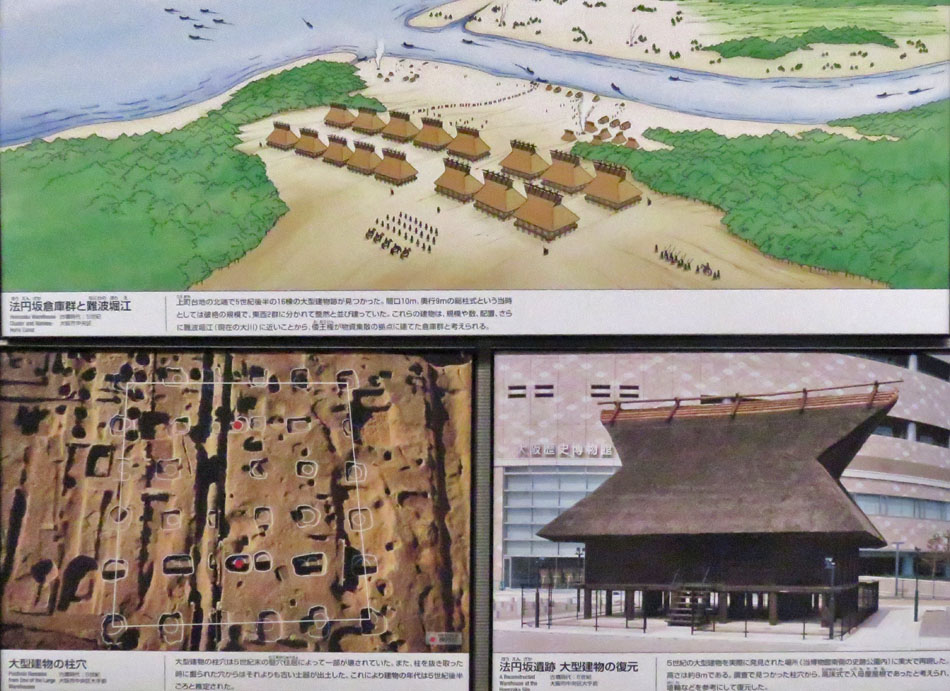 法円坂倉庫群と難波堀江
Hoenzaka Warehouse 古墳時代：5世紀
Cluster and Naniwa- 大阪市中央区
Horie Canal
上町台地の北端で5世紀後半の16棟の大型建物跡が見つかった。間口10m、奥行9mの総柱式という当時
としては破格の規模で、東西2群に分かれて整然と並び建っていた。これらの建物は、規模や数、配置、さら
に難波堀江（現在の大川）に近いことから、倭王権が物資集散の拠点に建てた倉庫群と考えられる。
大阪歴史博物館
大型建物の柱穴
Posthole Remains 古墳時代：5世紀
from One of the Large 大阪市中央区大手前
Warehouses
大型建物の柱穴は5世紀末の竪穴住居によって一部が壊されていた。また、柱を抜き取った
時に掘られた穴からはそれよりも古い土器が出土した。これにより建物の年代は5世紀後半
ごろと推定された。
法円坂遺跡 大型建物の復元
A Reconstructed 古墳時代：5世紀
Warehouse at the 大阪市中央区大手前
Hoenzaka Site
5世紀の大型建物を実際に発見された場所（当博物館南側の史跡公園内）に実大で再現した
高さは約8mである。調査で見つかった柱穴から、高床式で入母屋屋根であったと考えら
埴輪などを参考にして復元した。